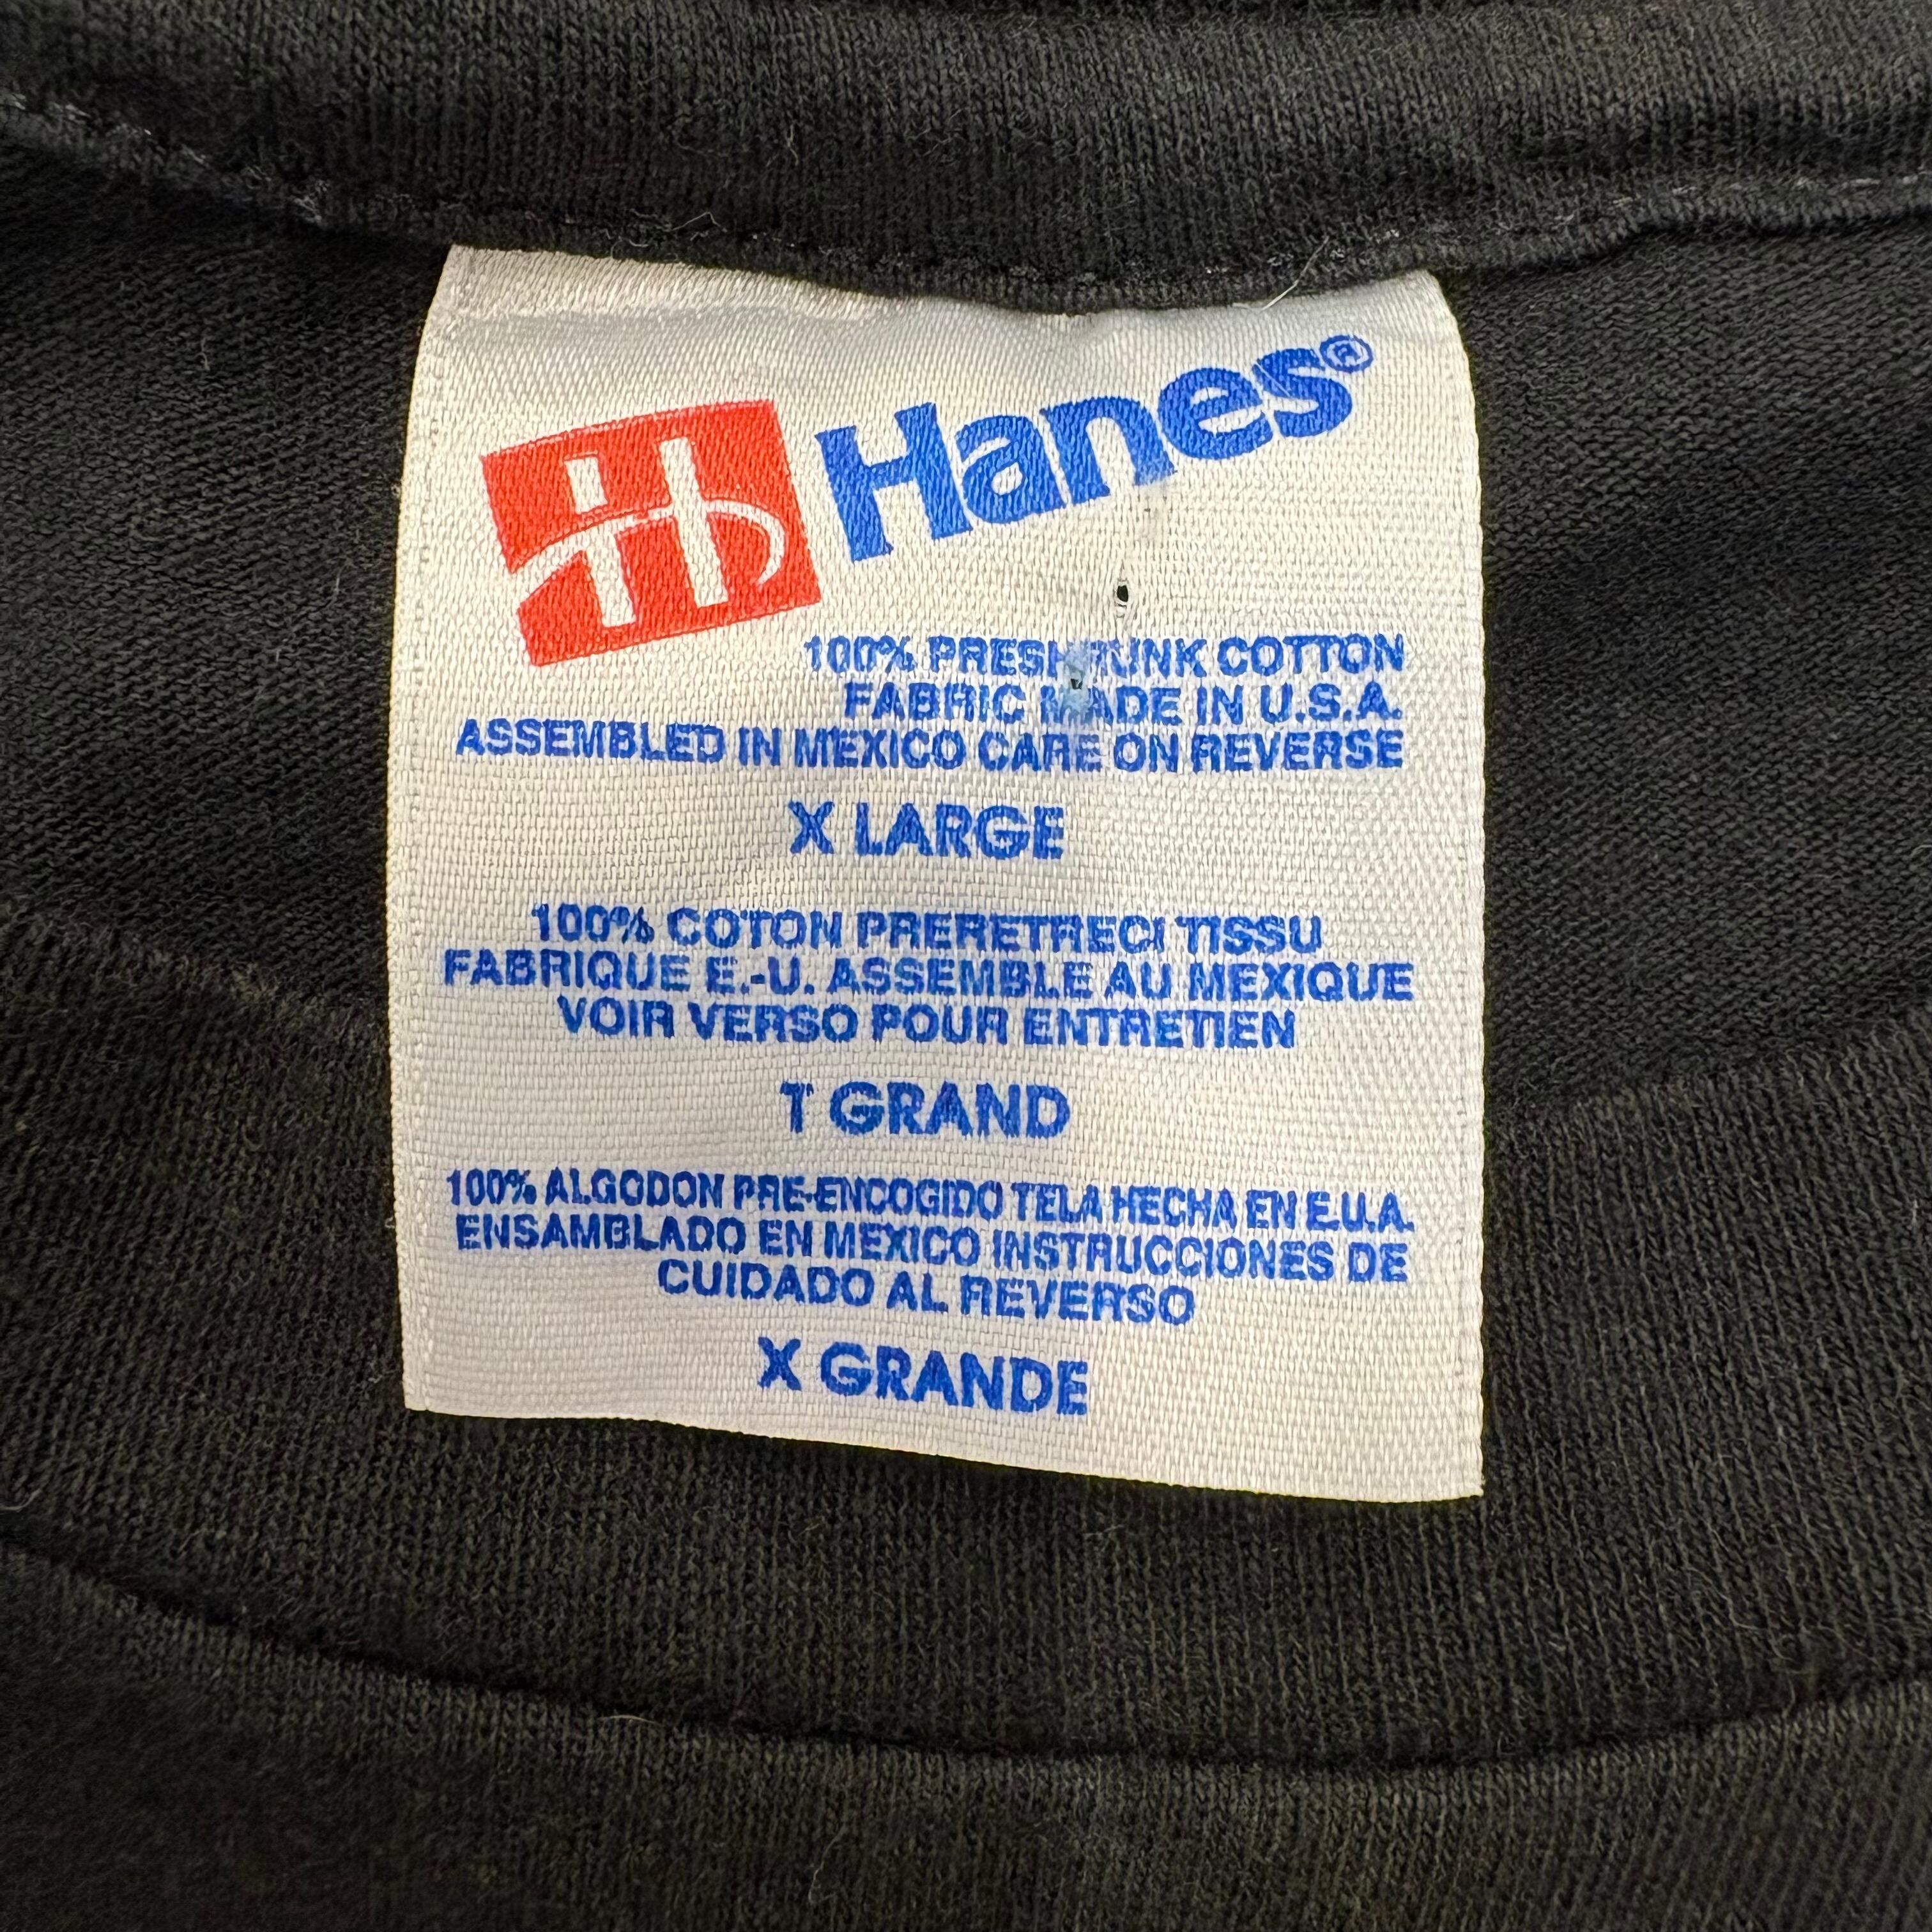 Hanes®
100% PRESHRUNK COTTON
FABRIC MADE IN U.S.A.
ASSEMBLED IN MEXICO CARE ON REVERSE
X LARGE
100% COTON PRERETRECI TISSU
FABRIQUE E.-U. ASSEMBLE AU MEXIQUE
VOIR VERSO POUR ENTRETIEN
T GRAND
100% ALGODON PRE-ENCOGIDO TELA HECHA EN E.U.A.
ENSAMBLADO EN MEXICO INSTRUCCIONES DE
CUIDADO AL REVERSO
X GRANDE